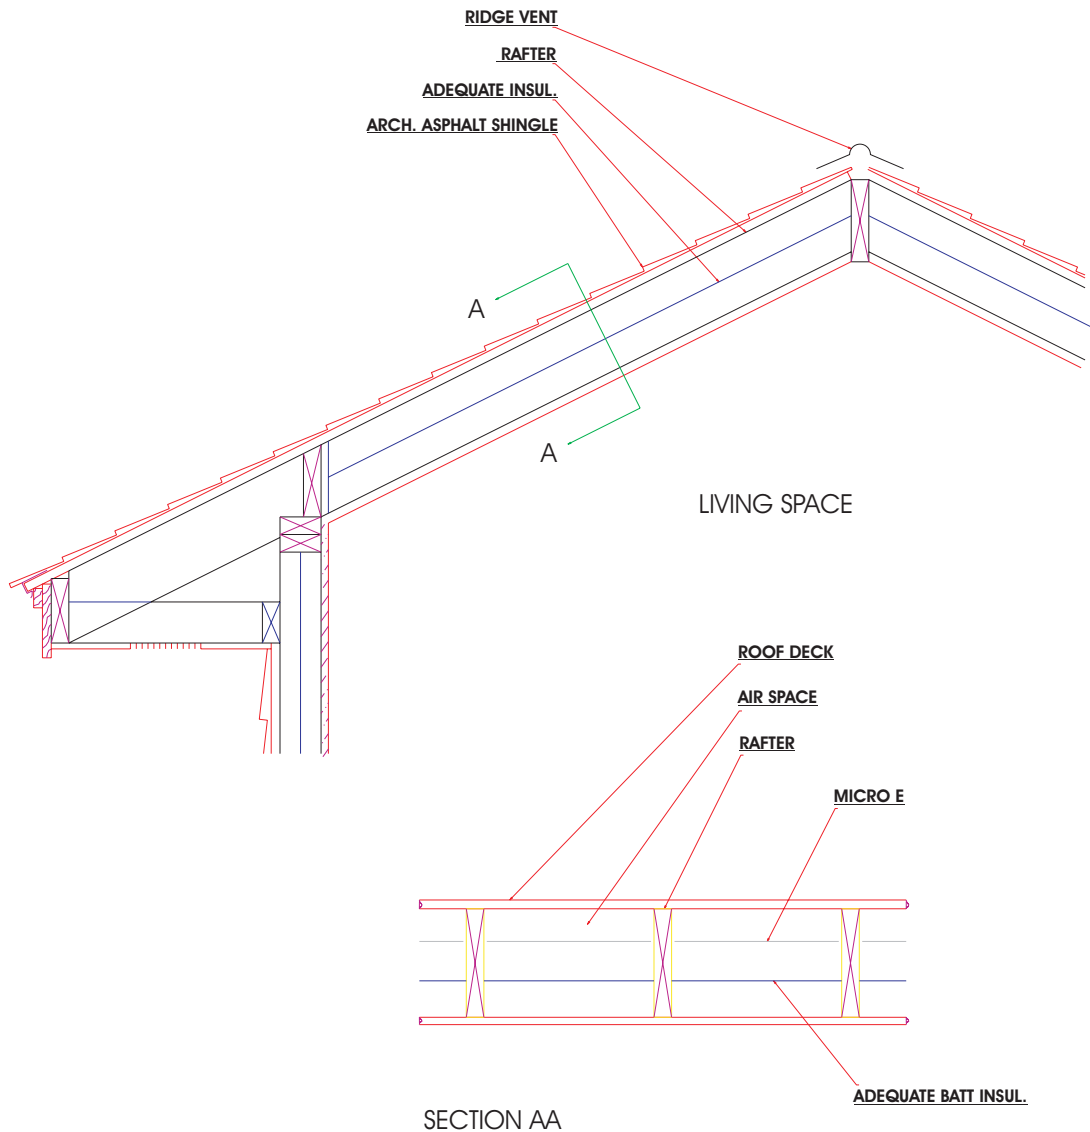 RIDGE VENT
RAFTER
ADEQUATE INSUL.
ARCH. ASPHALT SHINGLE
A
A
LIVING SPACE
ROOF DECK
AIR SPACE
RAFTER
MICRO E
ADEQUATE BATT INSUL.
SECTION AA